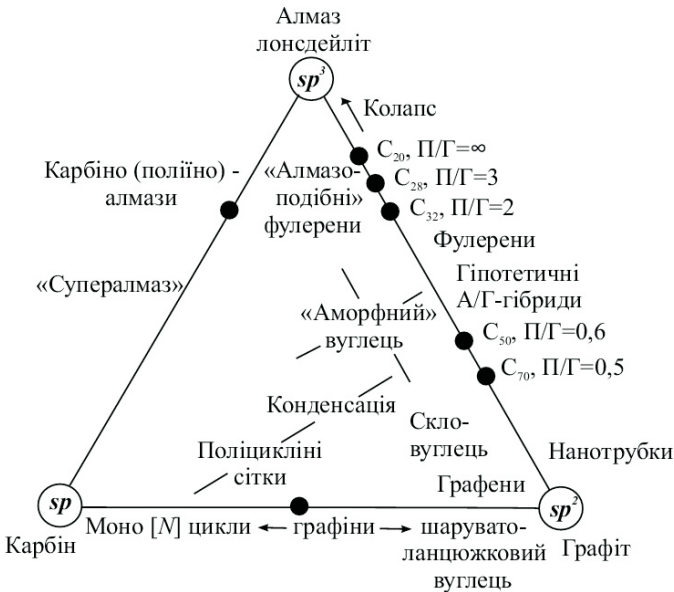 Алмаз
лонсдейліт
sp³
Колапс
C₂₀, П/Г=∞
Карбіно (поліїно) -
алмази
«Алмазо-
подібні»
фулерени
C₂₈, П/Г=3
C₃₂, П/Г=2
Фулерени
«Супералмаз»
Гіпотетичні
А/Г-гібриди
«Аморфний»
вуглець
C₅₀, П/Г=0,6
C₇₀, П/Г=0,5
Конденсація
Скло-
вуглець
Поліцикліні
сітки
Нанотрубки
Графени
sp
sp²
Карбін
Моно [N] цикли
графіни
шарувато-
ланцюжковий
вуглець
Графіт